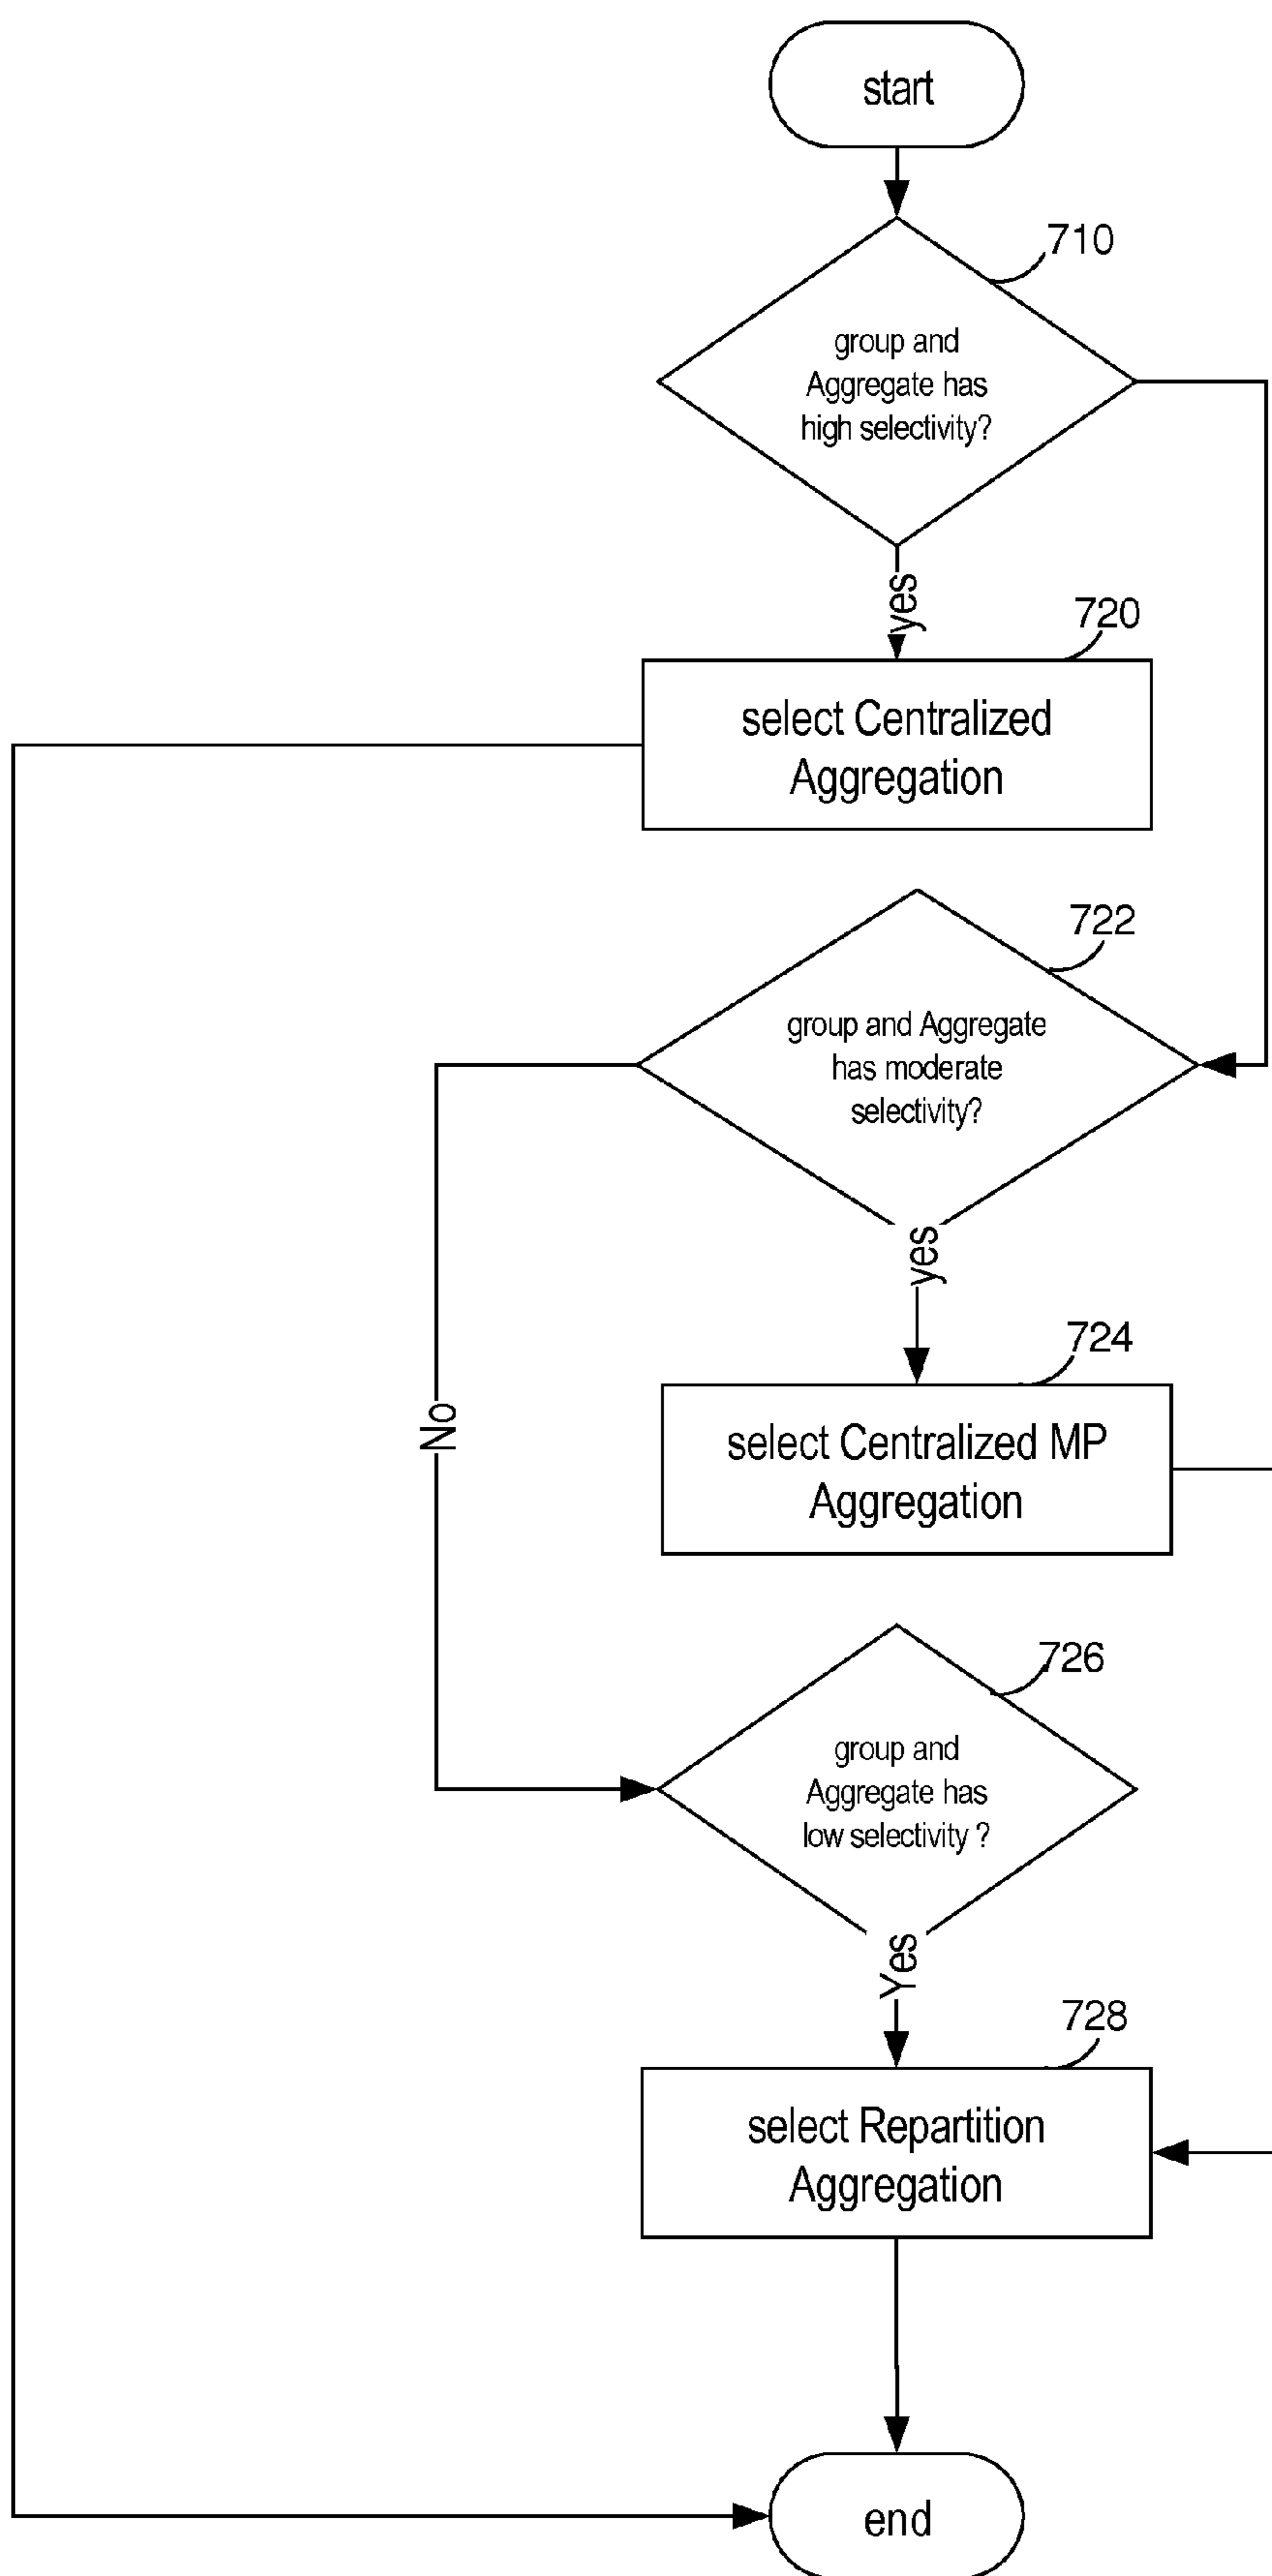 start
710
group and
Aggregate has
high selectivity?
yes
720
select Centralized
Aggregation
722
group and Aggregate
has moderate
selectivity?
yes
724
select Centralized MP
Aggregation
No
726
group and
Aggregate has
low selectivity ?
Yes
728
select Repartition
Aggregation
end